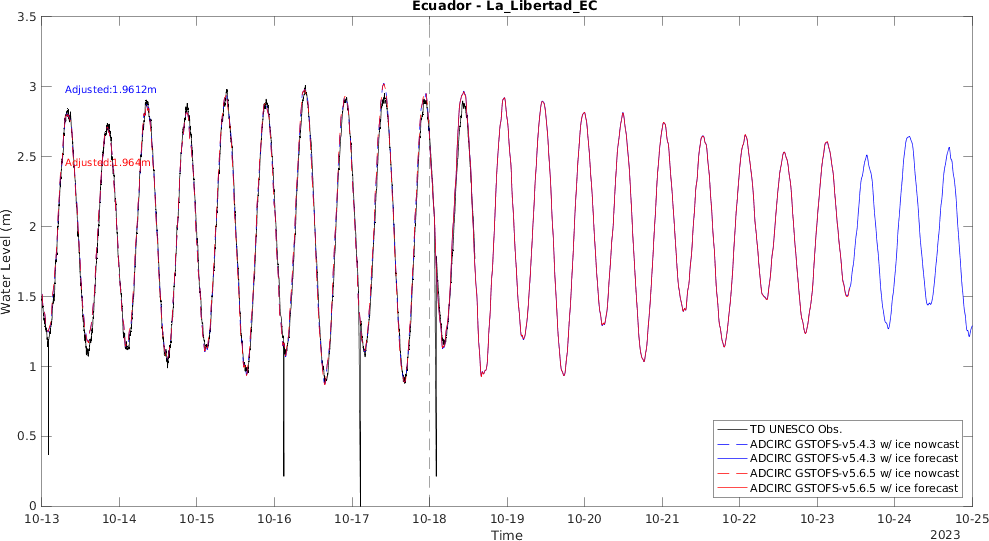 Ecuador - La_Libertad_EC
3.5
3
2.5
2
1.5
1
0.5
0
Water Level (m)
Adjusted:1.9612m
Adjusted:1.964m
TD UNESCO Obs.
ADCIRC GSTOFS-v5.4.3 w/ ice nowcast
ADCIRC GSTOFS-v5.4.3 w/ ice forecast
ADCIRC GSTOFS-v5.6.5 w/ ice nowcast
ADCIRC GSTOFS-v5.6.5 w/ ice forecast
10-13 10-14 10-15 10-16 10-17 10-18 10-19 10-20 10-21 10-22 10-23 10-24 10-25
Time
2023